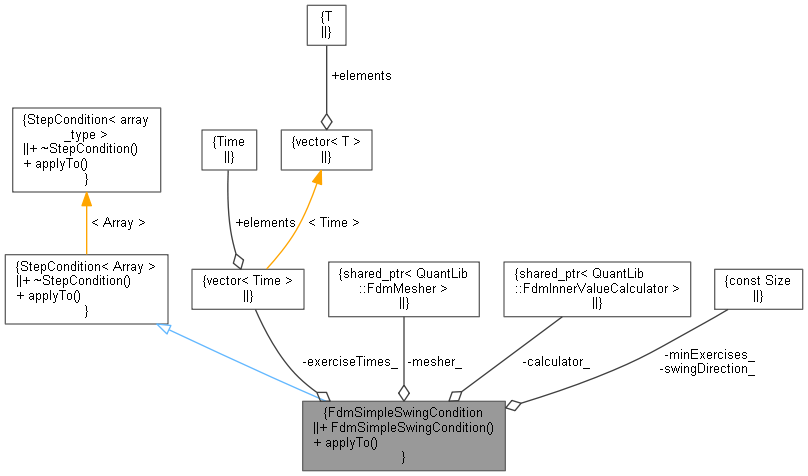 {T
||}
+elements
{StepCondition< array
_type >
||+ ~StepCondition()
+ applyTo()
}
{Time
||}
{vector< T >
||}
< Array >
+elements
< Time >
{StepCondition< Array >
||+ ~StepCondition()
+ applyTo()
}
{vector< Time >
||}
{shared_ptr< QuantLib
::FdmMesher >
||}
{shared_ptr< QuantLib
::FdmInnerValueCalculator >
||}
{const Size
||}
-exerciseTimes_
-mesher_
-calculator_
-minExercises_
-swingDirection_
{FdmSimpleSwingCondition
||+ FdmSimpleSwingCondition()
+ applyTo()
}